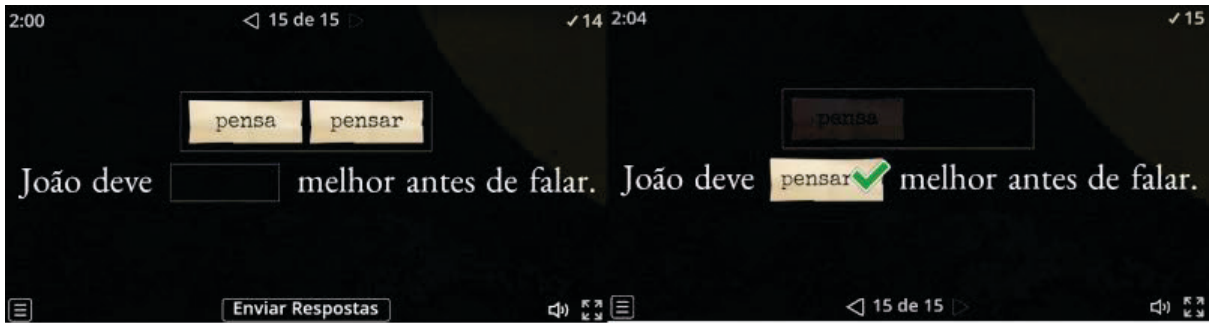 2:00
15 de 15
✓14
pensa pensar
João deve melhor antes de falar.
Enviar Respostas
2:04
✓15
pensa
João deve pensar melhor antes de falar.
15 de 15